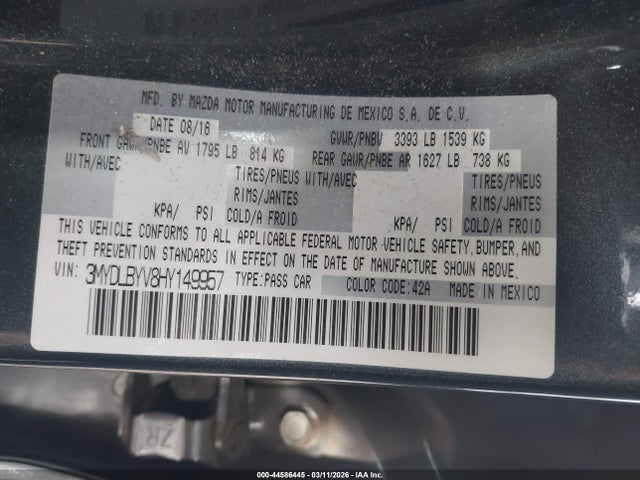 MFD. BY MAZDA MOTOR MANUFACTURING DE MEXICO S.A. DE C.V.
DATE 08/16 GVWR/PNBV 3393 LB 1539 KG
FRONT GAWR/PNBE AV 1795 LB 814 KG REAR GAWR/PNBE AR 1627 LB 738 KG
WITH/AVEC TIRES/PNEUS WITH/AVEC TIRES/PNEUS
RIMS/JANTES RIMS/JANTES
KPA/ PSI COLD/A FROID KPA/ PSI COLD/A FROID
THIS VEHICLE CONFORMS TO ALL APPLICABLE FEDERAL MOTOR VEHICLE SAFETY, BUMPER, AND
THEFT PREVENTION STANDARDS IN EFFECT ON THE DATE OF MANUFACTURE SHOWN ABOVE.
VIN: 3MYDLBYV8HY149957 TYPE: PASS CAR COLOR CODE: 42A MADE IN MEXICO
ZR
000-44586445 - 03/11/2026 - IAA Inc.